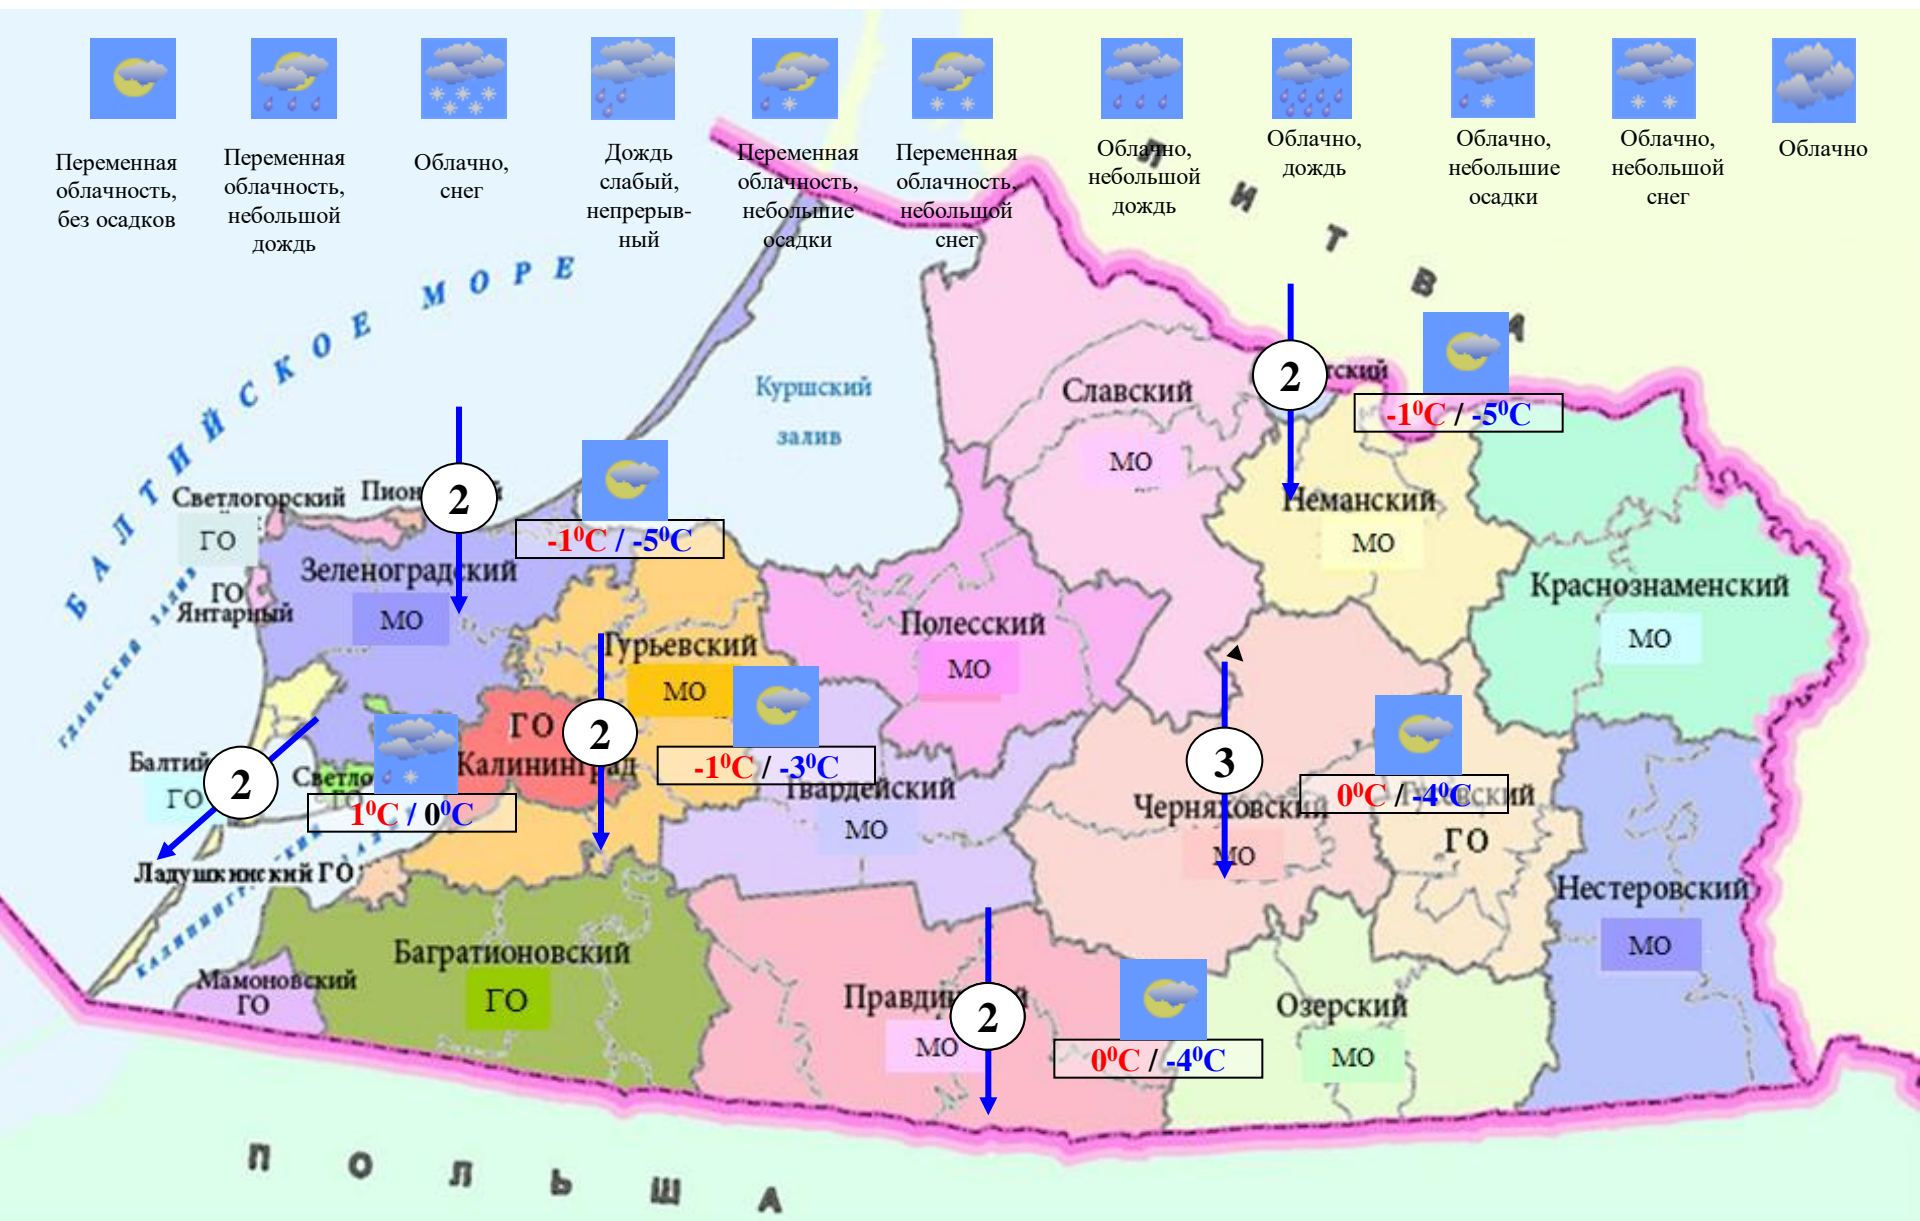 Переменная
облачность,
без осадков
Переменная
облачность,
небольшой
дождь
Облачно,
снег
Дождь
слабый,
непрерыв-
ный
Переменная
облачность,
небольшие
осадки
Переменная
облачность,
небольшой
снег
Облачно,
небольшой
дождь
Облачно,
дождь
Облачно,
небольшие
осадки
Облачно,
небольшой
снег
Облачно
ЛИТВА
БАЛТИЙСКОЕ МОРЕ
Куршский
залив
Славский
МО
2
-1⁰С / -5⁰С
Неманский
МО
Светлогорский
ГО
2
-1⁰С / -5⁰С
Зеленоградский
МО
ГО
Янтарный
Краснознаменский
МО
Полесский
МО
Гурьевский
МО
2
-1⁰С / -3⁰С
ГО
Калининград
ГО
2
1⁰С / 0⁰С
Гвардейский
МО
3
Черняховский
МО
0⁰С / -4⁰С
ГО
Ладушкинский ГО
Нестеровский
МО
Багратионовский
ГО
Мамоновский
ГО
2
МО
0⁰С / -4⁰С
Озерский
МО
ПОЛЬША